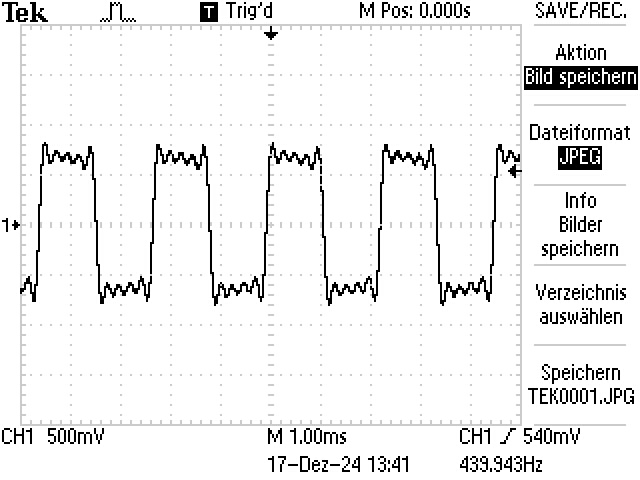 Tek T Trig'd M Pos: 0.000s SAVE/REC.
Aktion
Bild speichern
Dateiformat
JPEG
Info
Bilder
speichern
1
Verzeichnis
auswählen
Speichern
TEK0001.JPG
CH1 500mV M 1.00ms CH1 540mV
17-Dez-24 13:41 439.943Hz